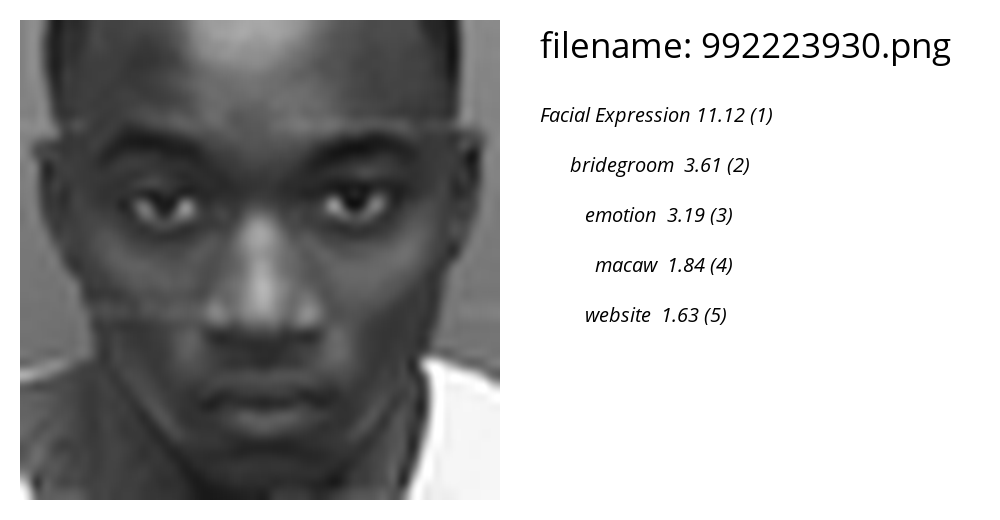 filename: 992223930.png
Facial Expression 11.12 (1)
bridegroom 3.61 (2)
emotion 3.19 (3)
macaw 1.84 (4)
website 1.63 (5)